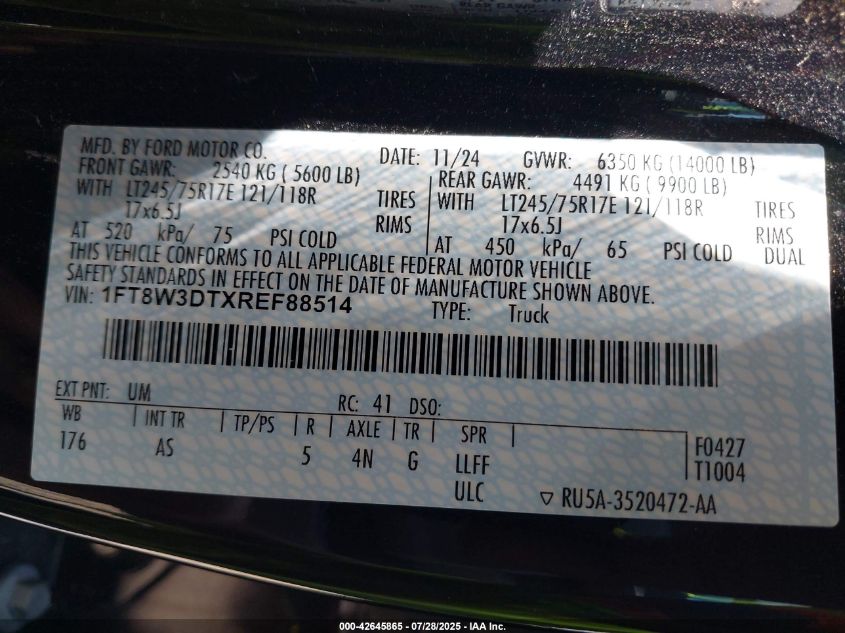 MFD. BY FORD MOTOR CO. DATE: 11/24 GVWR: 6350 KG (14000 LB)
FRONT GAWR: 2540 KG ( 5600 LB) REAR GAWR: 4491 KG ( 9900 LB)
WITH LT245/75R17E 121/118R TIRES WITH LT245/75R17E 121/118R TIRES
17x6.5J RIMS 17x6.5J RIMS
AT 520 kPa/ 75 PSI COLD AT 450 kPa/ 65 PSI COLD DUAL
THIS VEHICLE CONFORMS TO ALL APPLICABLE FEDERAL MOTOR VEHICLE
SAFETY STANDARDS IN EFFECT ON THE DATE OF MANUFACTURE SHOWN ABOVE.
VIN: 1FT8W3DTXREF88514 TYPE: Truck
EXT PNT: UM RC: 41 DSO:
WB INT TR TP/PS R AXLE TR SPR
176 AS 5 4N G LLFF F0427
ULC T1004
RU5A-3520472-AA
000-42645865 - 07/28/2025 - IAA Inc.